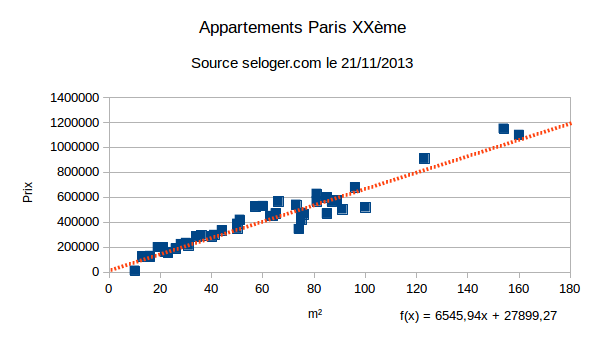 Appartements Paris XXème
Source seloger.com le 21/11/2013
Prix
1400000
1200000
1000000
800000
600000
400000
200000
0
0 20 40 60 80 100 120 140 160 180
m²
f(x) = 6545,94x + 27899,27